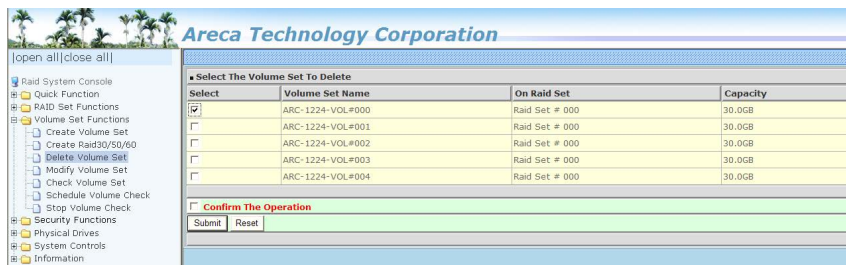 Areca Technology Corporation
|open all|close all|
Raid System Console
Quick Function
RAID Set Functions
Volume Set Functions
Create Volume Set
Create Raid30/50/60
Delete Volume Set
Modify Volume Set
Check Volume Set
Schedule Volume Check
Stop Volume Check
Security Functions
Physical Drives
System Controls
Information
Select The Volume Set To Delete
Select Volume Set Name On Raid Set Capacity
ARC-1224-VOL#000 Raid Set # 000 30.0GB
ARC-1224-VOL#001 Raid Set # 000 30.0GB
ARC-1224-VOL#002 Raid Set # 000 30.0GB
ARC-1224-VOL#003 Raid Set # 000 30.0GB
ARC-1224-VOL#004 Raid Set # 000 30.0GB
Confirm The Operation
Submit Reset